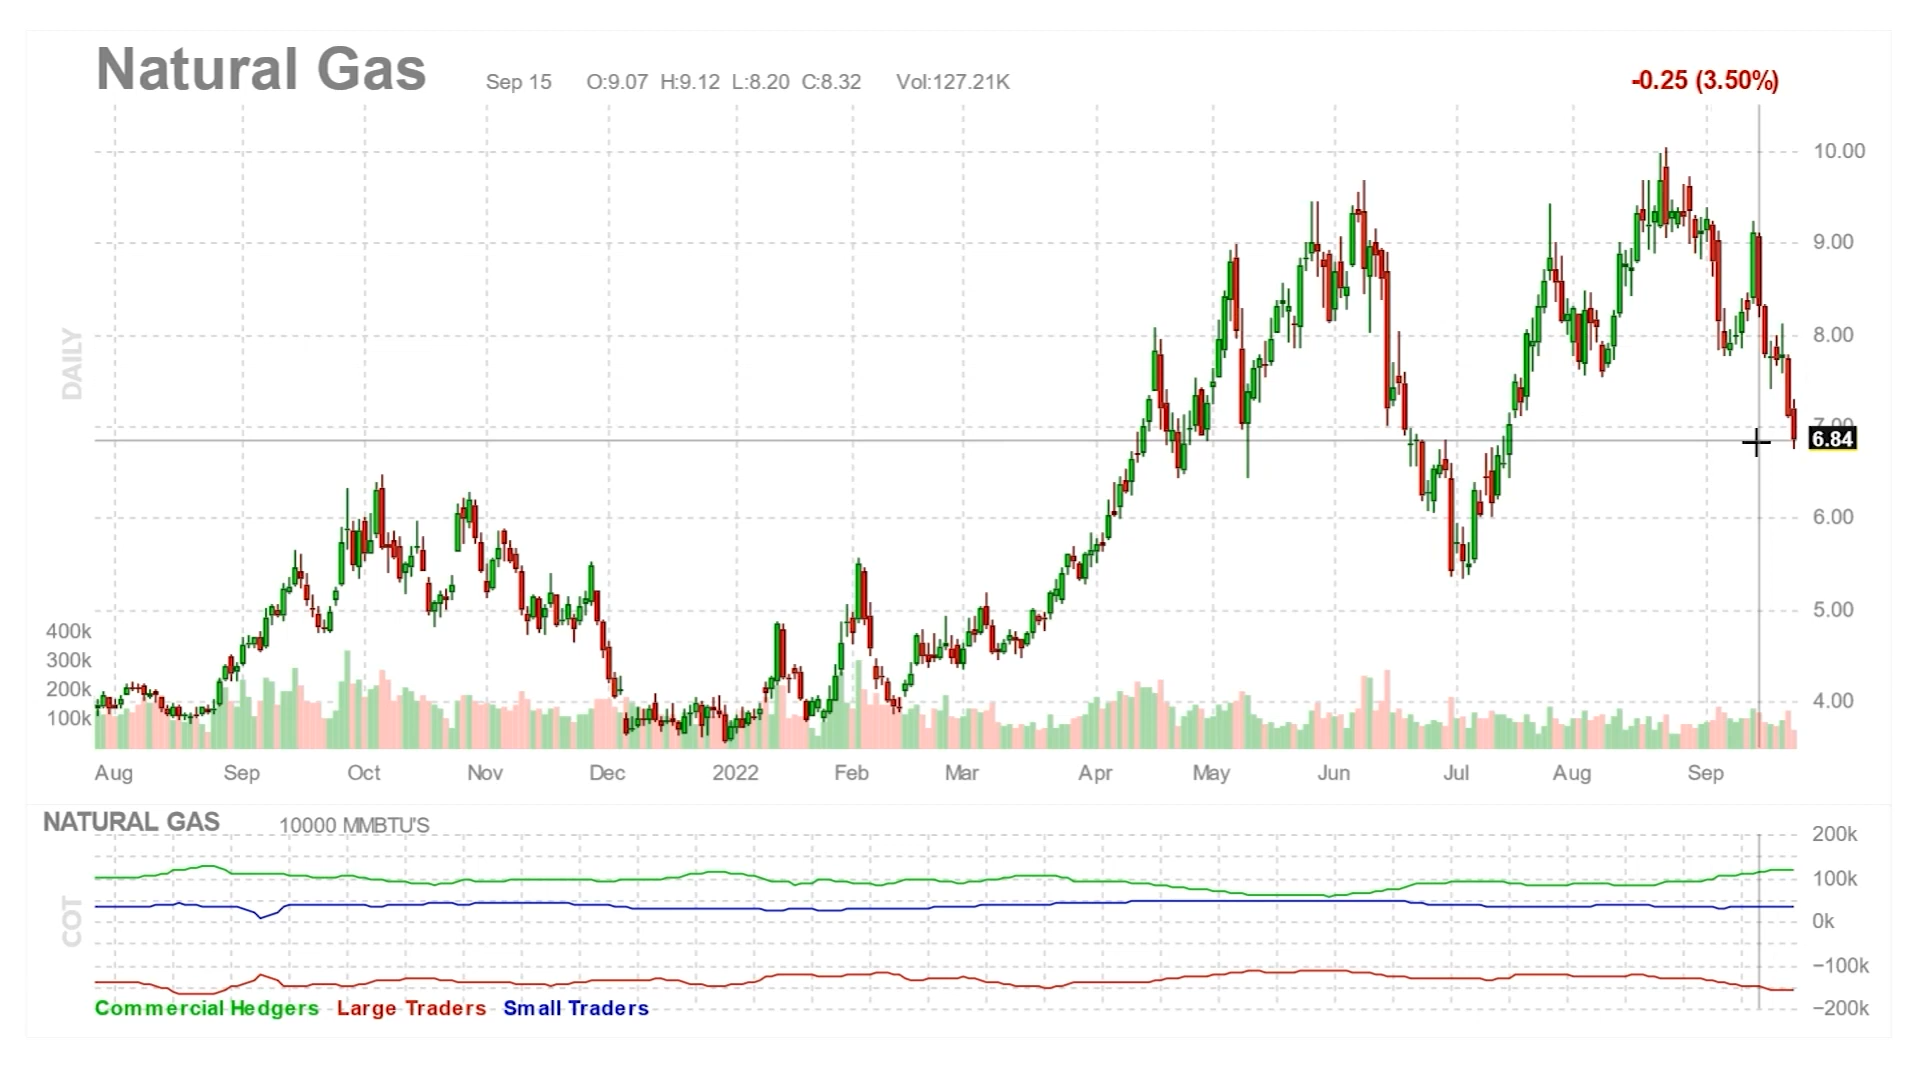 Natural Gas Sep 15 O:9.07 H:9.12 L:8.20 C:8.32 Vol:127.21K -0.25 (3.50%)
10.00
9.00
8.00
DAILY
7.00
6.84
6.00
5.00
400k
300k
200k
4.00
100k
Aug Sep Oct Nov Dec 2022 Feb Mar Apr May Jun Jul Aug Sep
NATURAL GAS 10000 MMBTU'S
200k
100k
COT
0k
-100k
Commercial Hedgers Large Traders Small Traders
-200k